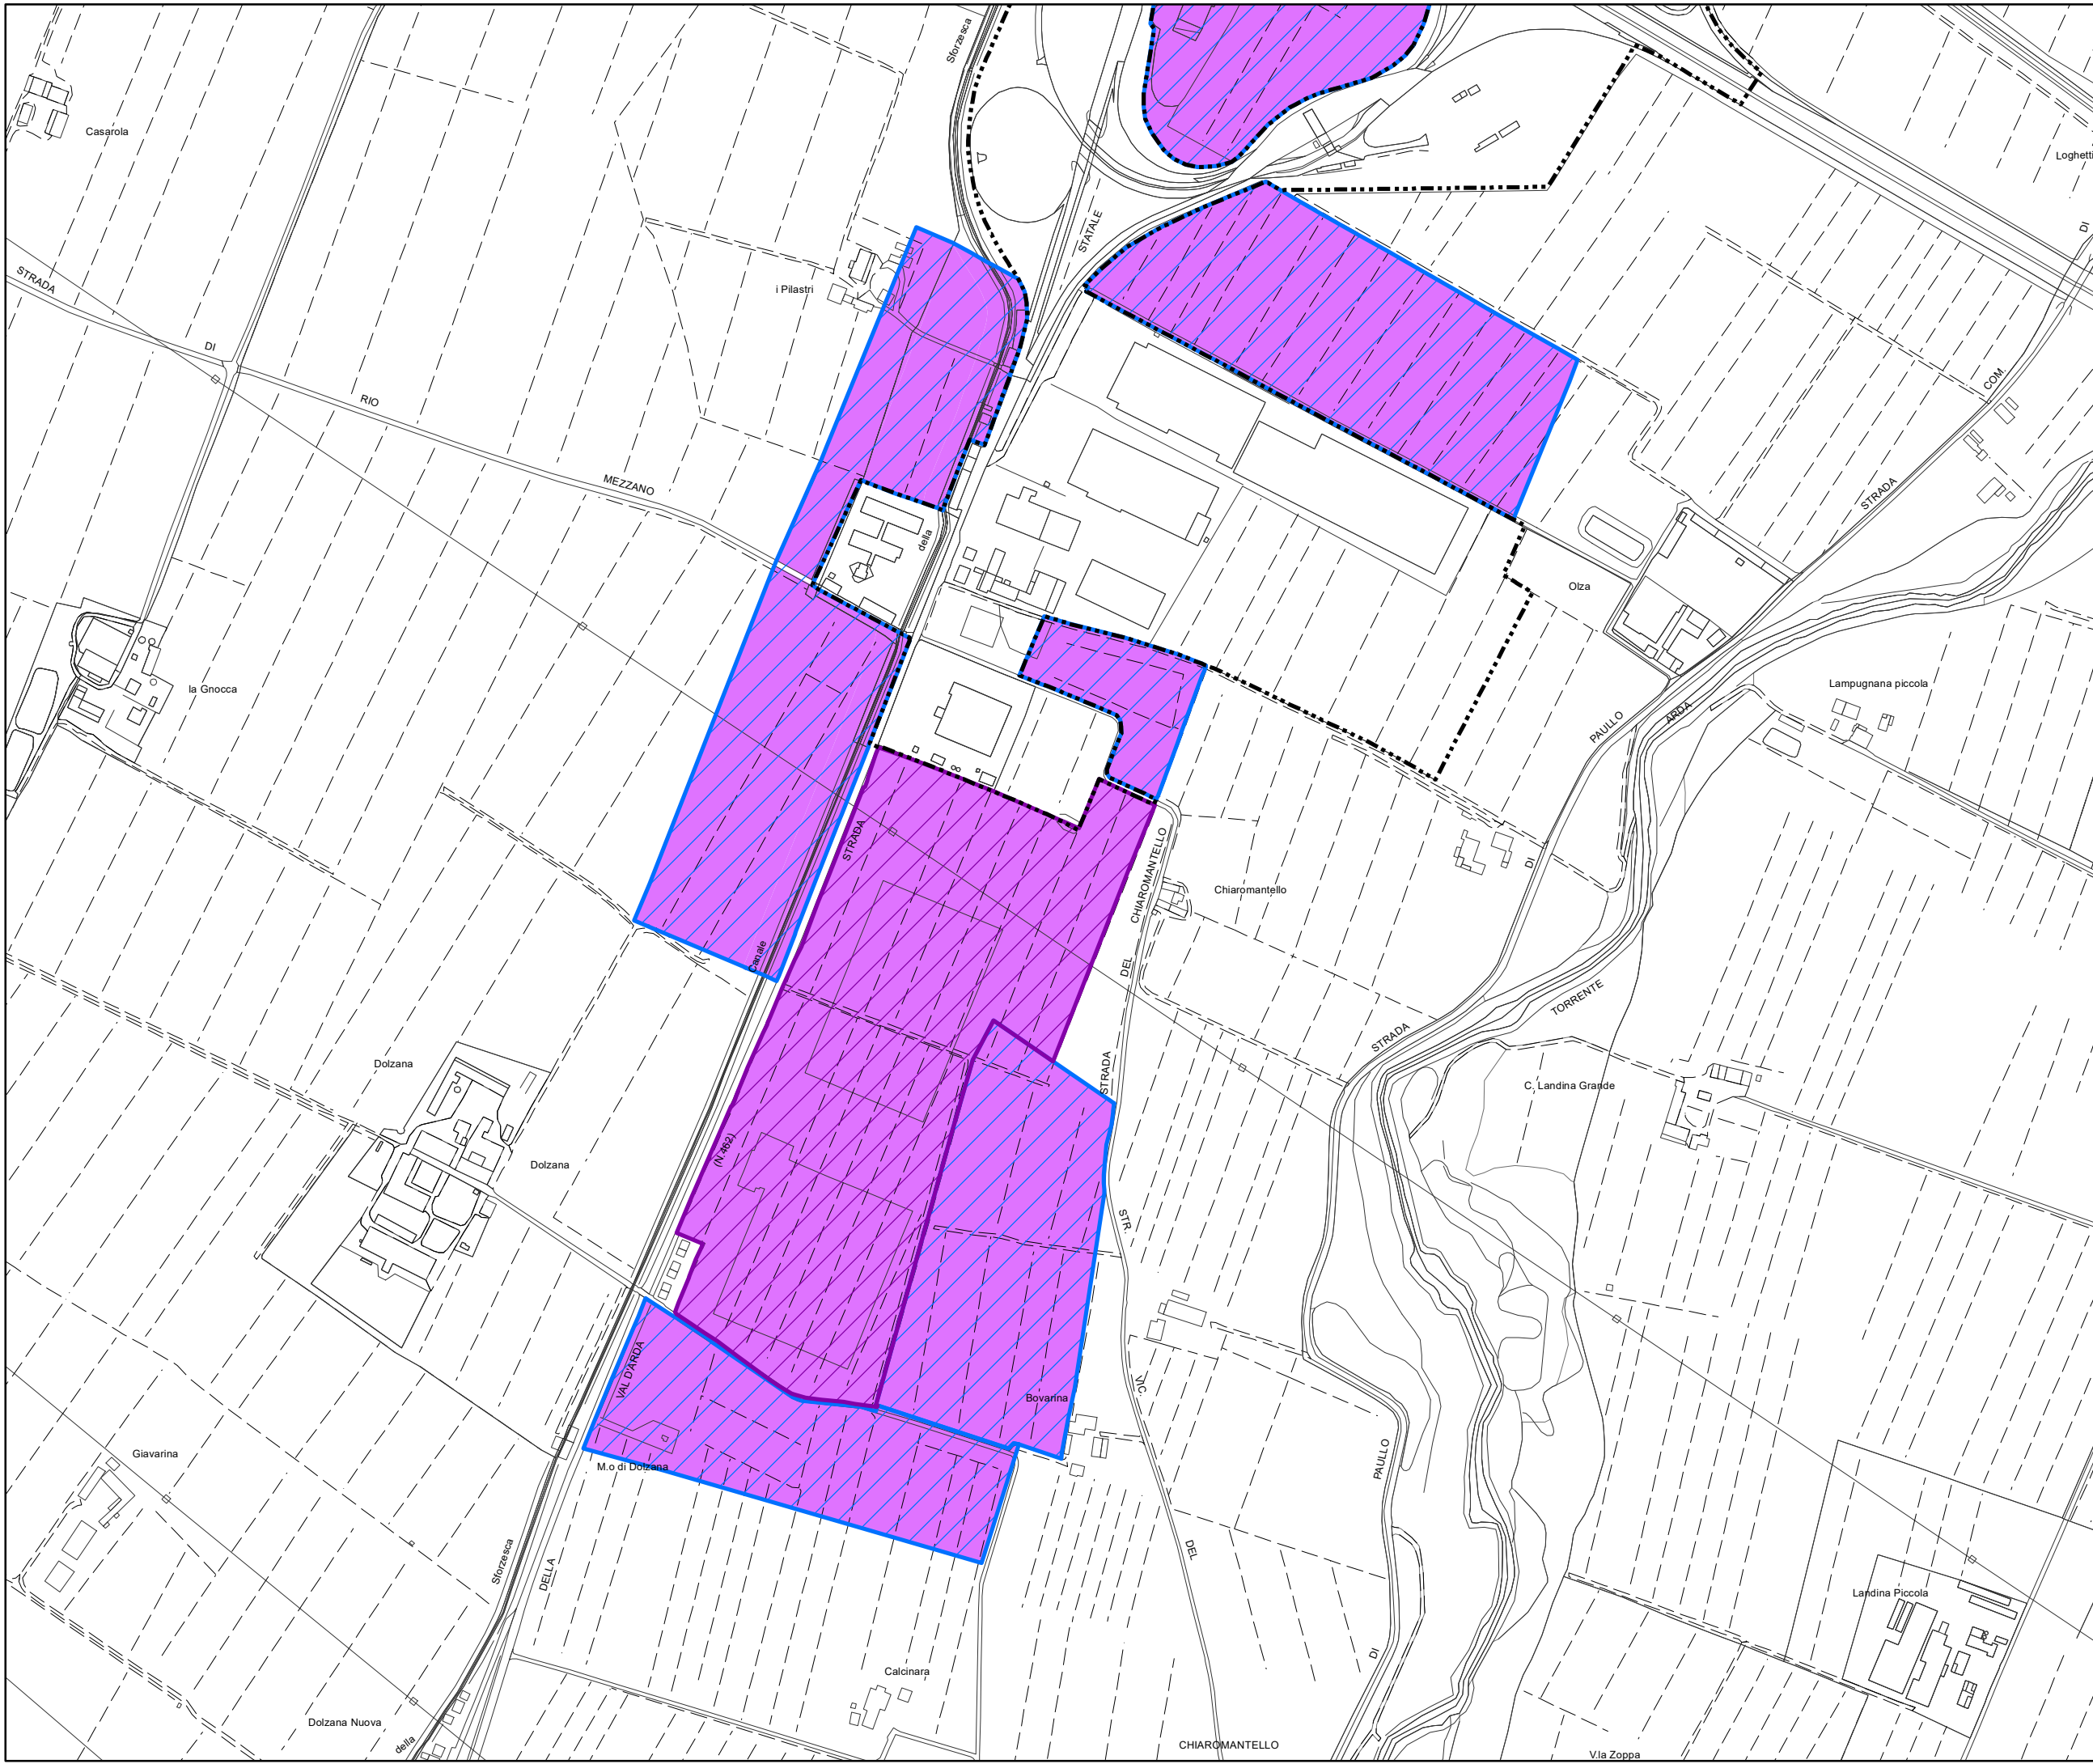 Sforzesca
Casarola
Loghetti
STATALE
DI
STRADA
i Pilastri
DI
COM.
RIO
MEZZANO
STRADA
della
Olza
la Gnocca
Lampugnana piccola
ARDA
PAULLO
STRADA
DI
CHIAROMANTELLO
Chiaromantello
Canale
DEL
TORRENTE
STRADA
Dolzana
STRADA
C. Landina Grande
(N.462)
Dolzana
STR.
VAL D'ARDA
VIC.
Bovarina
Giavarina
PAULLO
M.o di Dolzana
Sforzesca
DELLA
DEL
Landina Piccola
DI
Calcinara
Dolzana Nuova
della
CHIAROMANTELLO
V.la Zoppa